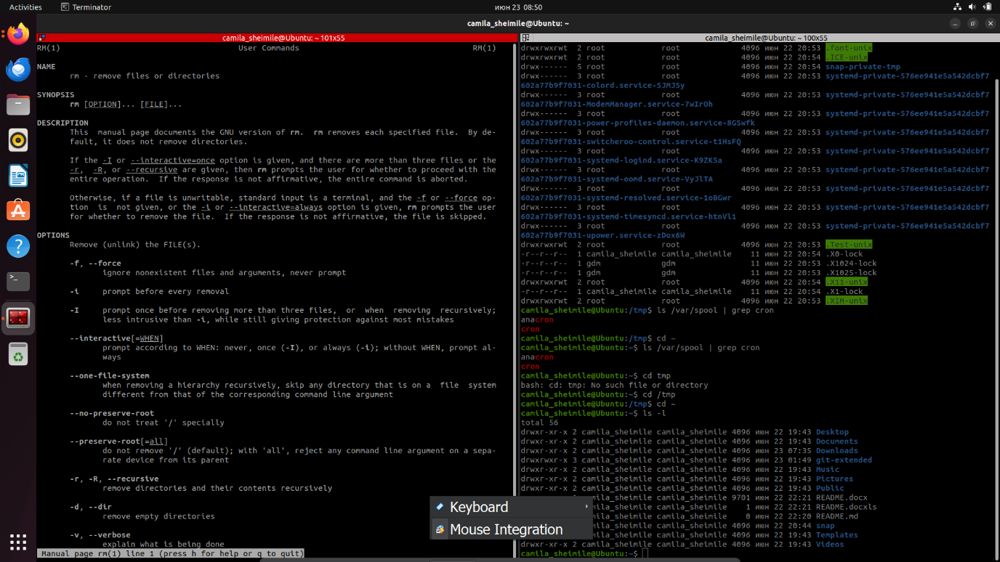 Activities
Terminator
июн 23 08:50
camila_sheimile@Ubuntu: ~
camila_sheimile@Ubuntu: ~ 101x55
RM(1) User Commands RM(1)
NAME
rm - remove files or directories
SYNOPSIS
rm [OPTION]... [FILE]...
DESCRIPTION
This manual page documents the GNU version of rm. rm removes each specified file. By de-
fault, it does not remove directories.
If the -I or --interactive=once option is given, and there are more than three files or the
-r, -R, or --recursive are given, then rm prompts the user for whether to proceed with the
entire operation. If the response is not affirmative, the entire command is aborted.
Otherwise, if a file is unwritable, standard input is a terminal, and the -f or --force op-
tion is not given, or the -i or --interactive=always option is given, rm prompts the user
for whether to remove the file. If the response is not affirmative, the file is skipped.
OPTIONS
Remove (unlink) the FILE(s).
-f, --force
ignore nonexistent files and arguments, never prompt
-i prompt before every removal
-I prompt once before removing more than three files, or when removing recursively;
less intrusive than -i, while still giving protection against most mistakes
--interactive[=WHEN]
prompt according to WHEN: never, once (-I), or always (-i); without WHEN, prompt al-
ways
--one-file-system
when removing a hierarchy recursively, skip any directory that is on a file system
different from that of the corresponding command line argument
--no-preserve-root
do not treat '/' specially
--preserve-root[=all]
do not remove '/' (default); with 'all', reject any command line argument on a sepa-
rate device from its parent
-r, -R, --recursive
remove directories and their contents recursively
-d, --dir
remove empty directories
-v, --verbose
explain what is being done
Manual page rm(1) line 1 (press h for help or q to quit)
camila_sheimile@Ubuntu: ~ 100x55
drwxrwxrwt 2 root root 4096 июн 22 20:53 .font-unix
drwxrwxrwt 2 root root 4096 июн 22 20:54 .ICE-unix
drwx------ 5 root root 4096 июн 22 20:53 snap-private-tmp
drwx------ 3 root root 4096 июн 22 20:53 systemd-private-576ee941e5a542dcbf7
602a77b9f7031-colord.service-5JMJ5y
drwx------ 3 root root 4096 июн 22 20:53 systemd-private-576ee941e5a542dcbf7
602a77b9f7031-ModemManager.service-7wIrOh
drwx------ 3 root root 4096 июн 22 20:53 systemd-private-576ee941e5a542dcbf7
602a77b9f7031-power-profiles-daemon.service-8GSwfk
drwx------ 3 root root 4096 июн 22 20:53 systemd-private-576ee941e5a542dcbf7
602a77b9f7031-switcheroo-control.service-t1HsFQ
drwx------ 3 root root 4096 июн 22 20:53 systemd-private-576ee941e5a542dcbf7
602a77b9f7031-systemd-logind.service-K9ZK5a
drwx------ 3 root root 4096 июн 22 20:53 systemd-private-576ee941e5a542dcbf7
602a77b9f7031-systemd-oomd.service-VyJlTA
drwx------ 3 root root 4096 июн 22 20:53 systemd-private-576ee941e5a542dcbf7
602a77b9f7031-systemd-resolved.service-1oBGwr
drwx------ 3 root root 4096 июн 22 20:53 systemd-private-576ee941e5a542dcbf7
602a77b9f7031-systemd-timesyncd.service-htnVl1
drwx------ 3 root root 4096 июн 22 20:53 systemd-private-576ee941e5a542dcbf7
602a77b9f7031-upower.service-zDox6W
drwxrwxrwt 2 root root 4096 июн 22 20:53 .Test-unix
-r--r--r-- 1 camila_sheimile camila_sheimile 11 июн 22 20:54 .X0-lock
-r--r--r-- 1 gdm gdm 11 июн 22 20:53 .X1024-lock
-r--r--r-- 1 gdm gdm 11 июн 22 20:53 .X1025-lock
drwxrwxrwt 2 root root 4096 июн 22 20:54 .X11-unix
-r--r--r-- 1 camila_sheimile camila_sheimile 11 июн 22 20:54 .X1-lock
drwxrwxrwt 2 root root 4096 июн 22 20:53 .XIM-unix
camila_sheimile@Ubuntu:/tmp$ ls /var/spool | grep cron
anacron
cron
camila_sheimile@Ubuntu:/tmp$ cd ~
camila_sheimile@Ubuntu:~$ ls /var/spool | grep cron
anacron
cron
camila_sheimile@Ubuntu:~$ cd tmp
bash: cd: tmp: No such file or directory
camila_sheimile@Ubuntu:~$ cd /tmp
camila_sheimile@Ubuntu:/tmp$ cd ~
camila_sheimile@Ubuntu:~$ ls -l
total 56
drwxr-xr-x 2 camila_sheimile camila_sheimile 4096 июн 22 19:43 Desktop
drwxr-xr-x 2 camila_sheimile camila_sheimile 4096 июн 22 19:43 Documents
drwxr-xr-x 2 camila_sheimile camila_sheimile 4096 июн 23 07:35 Downloads
drwxrwxr-x 3 camila_sheimile camila_sheimile 4096 июн 23 01:49 git-extended
drwxr-xr-x 2 camila_sheimile camila_sheimile 4096 июн 22 19:43 Music
drwxr-xr-x 2 camila_sheimile camila_sheimile 4096 июн 22 19:43 Pictures
drwxr-xr-x 2 camila_sheimile camila_sheimile 4096 июн 22 19:43 Public
camila_sheimile 9701 июн 22 22:21 README.docx
camila_sheimile 1 июн 22 22:21 README.docxls
camila_sheimile 0 июн 22 22:20 README.md
camila_sheimile 4096 июн 22 20:44 snap
camila_sheimile 4096 июн 22 19:43 Templates
drwxr-xr-x 2 camila_sheimile camila_sheimile 4096 июн 22 19:43 Videos
camila_sheimile@Ubuntu:~$
Keyboard
Mouse Integration